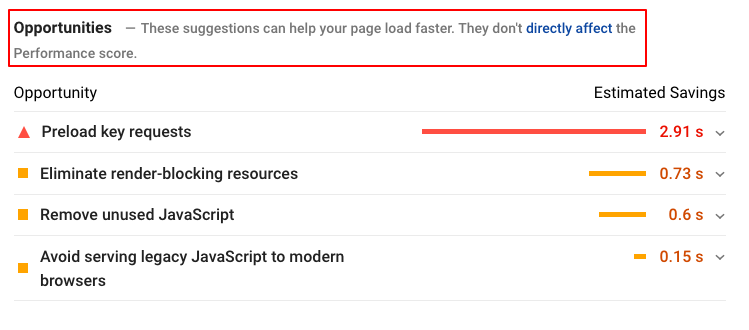 Opportunities — These suggestions can help your page load faster. They don't directly affect the
Performance score.
Opportunity Estimated Savings
Preload key requests 2.91 s
Eliminate render-blocking resources 0.73 s
Remove unused JavaScript 0.6 s
Avoid serving legacy JavaScript to modern 0.15 s
browsers